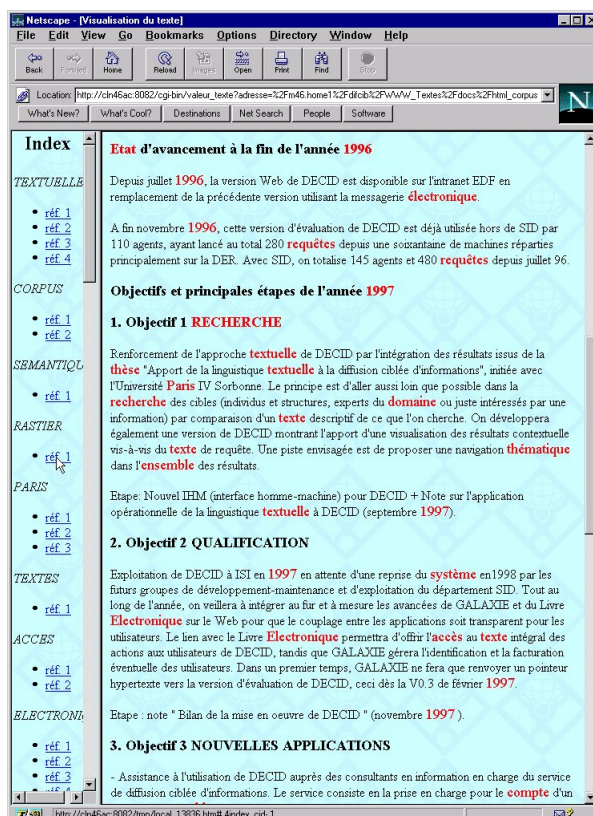 Netscape - [Visualisation du texte]
File Edit View Go Bookmarks Options Directory Window Help
Back Forward Home Reload Images Open Print Find Stop
Location: http://cln46ac:8082/cgi-bin/valeur_texte?adresse=%2Fm46.home1%2Fdifcib%2FWWW_Textes%2Fdocs%2Fhtml_corpus
N
What's New? What's Cool? Destinations Net Search People Software
Index
TEXTUELLE
réf. 1
réf. 2
réf. 3
réf. 4
CORPUS
réf. 1
réf. 2
SEMANTIQU
réf. 1
RASTIER
réf. 1
PARIS
réf. 1
réf. 2
réf. 3
TEXTES
réf. 1
ACCES
réf. 1
réf. 2
ELECTRONI
réf. 1
réf. 2
réf. 3
réf. 4
Etat d'avancement à la fin de l'année 1996
Depuis juillet 1996, la version Web de DECID est disponible sur l'intranet EDF en
remplacement de la précédente version utilisant la messagerie électronique.
A fin novembre 1996, cette version d'évaluation de DECID est déjà utilisée hors de SID par
110 agents, ayant lancé au total 280 requêtes depuis une soixantaine de machines réparties
principalement sur la DER. Avec SID, on totalise 145 agents et 480 requêtes depuis juillet 96.
Objectifs et principales étapes de l'année 1997
1. Objectif 1 RECHERCHE
Renforcement de l'approche textuelle de DECID par l'intégration des résultats issus de la
thèse "Apport de la linguistique textuelle à la diffusion ciblée d'informations", initiée avec
l'Université Paris IV Sorbonne. Le principe est d'aller aussi loin que possible dans la
recherche des cibles (individus et structures, experts du domaine ou juste intéressés par une
information) par comparaison d'un texte descriptif de ce que l'on cherche. On développera
également une version de DECID montrant l'apport d'une visualisation des résultats contextuelle
vis-à-vis du texte de requête. Une piste envisagée est de proposer une navigation thématique
dans l'ensemble des résultats.
Etape: Nouvel IHM (interface homme-machine) pour DECID + Note sur l'application
opérationnelle de la linguistique textuelle à DECID (septembre 1997).
2. Objectif 2 QUALIFICATION
Exploitation de DECID à ISI en 1997 en attente d'une reprise du système en1998 par les
futurs groupes de développement-maintenance et d'exploitation du département SID. Tout au
long de l'année, on veillera à intégrer au fur et à mesure les avancées de GALAXIE et du Livre
Electronique sur le Web pour que le couplage entre les applications soit transparent pour les
utilisateurs. Le lien avec le Livre Electronique permettra d'offrir l'accès au texte intégral des
actions aux utilisateurs de DECID, tandis que GALAXIE gérera l'identification et la facturation
éventuelle des utilisateurs. Dans un premier temps, GALAXIE ne fera que renvoyer un pointeur
hypertexte vers la version d'évaluation de DECID, ceci dès la V0.3 de février 1997.
Etape : note " Bilan de la mise en oeuvre de DECID " (novembre 1997 ).
3. Objectif 3 NOUVELLES APPLICATIONS
- Assistance à l'utilisation de DECID auprès des consultants en information en charge du service
de diffusion ciblée d'informations. Le service consiste en la prise en charge pour le compte d'un
http://cln46ac:8082/tmp/local_13836.htm#4index_cid-1